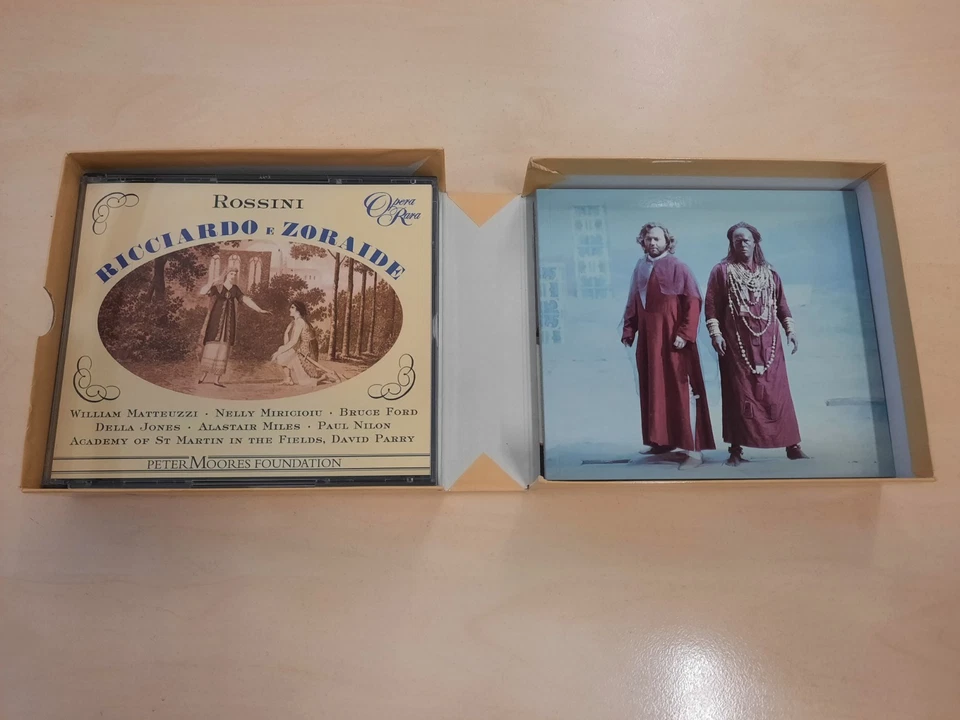 ROSSINI
Opera
Rara
RICCIARDO E ZORAIDE
WILLIAM MATTEUZZI · NELLY MIRICIOIU · BRUCE FORD
DELLA JONES · ALASTAIR MILES · PAUL NILON
ACADEMY OF ST MARTIN IN THE FIELDS, DAVID PARRY
PETER MOORES FOUNDATION